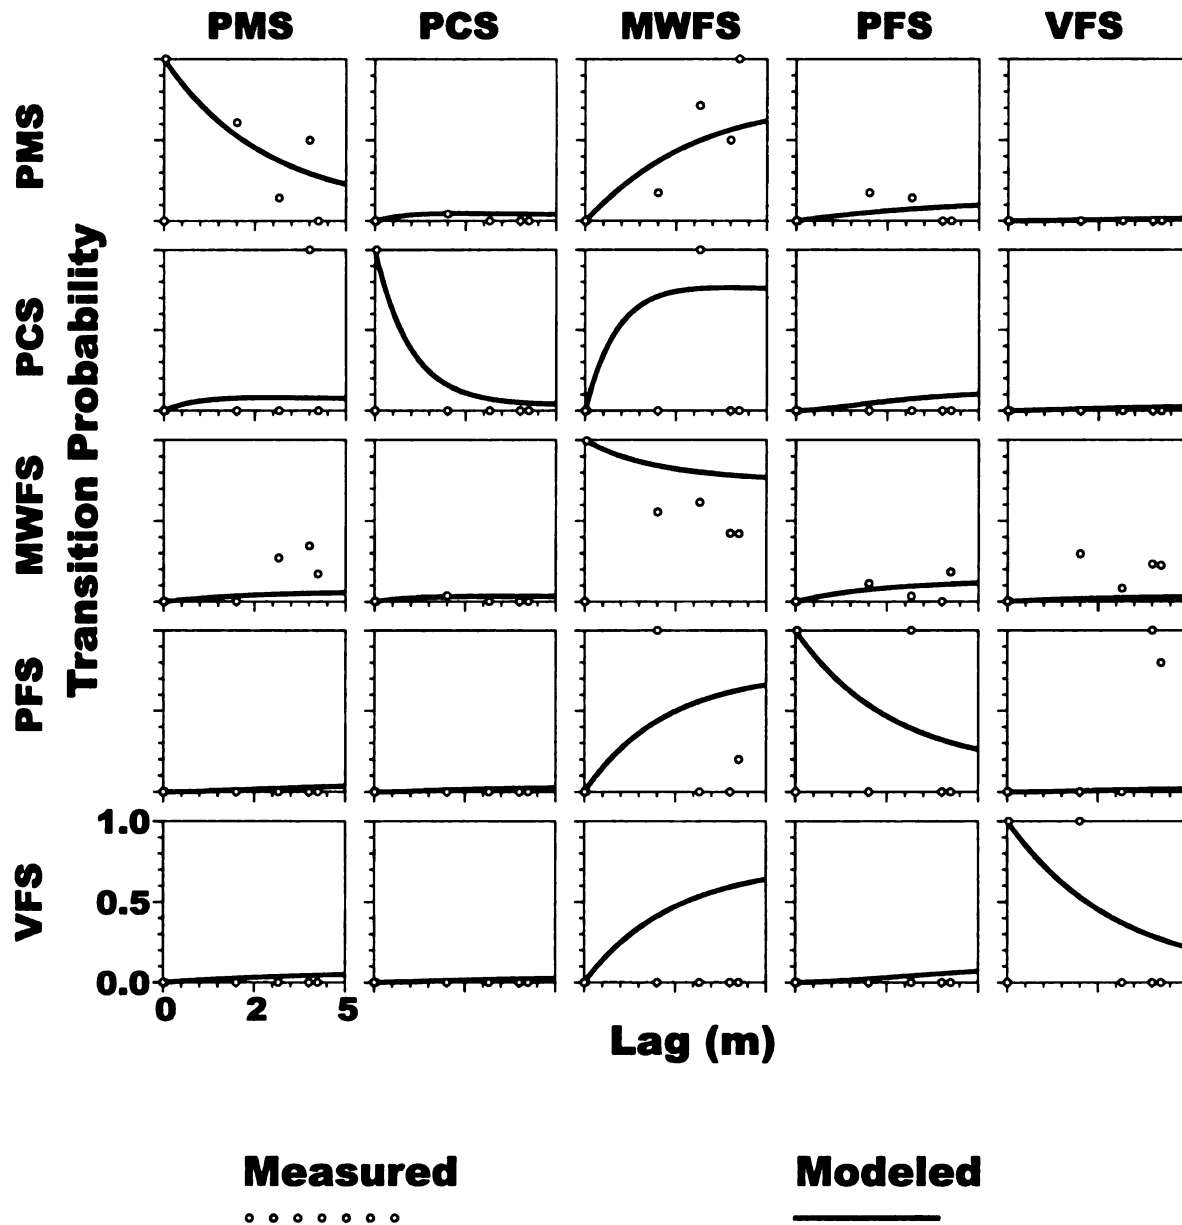 PMS PCS MWFS PFS VFS
PMS
PCS
MWFS
PFS
VFS
Transition Probability
1.0
0.5
0.0
0 2 5
Lag (m)
Measured Modeled